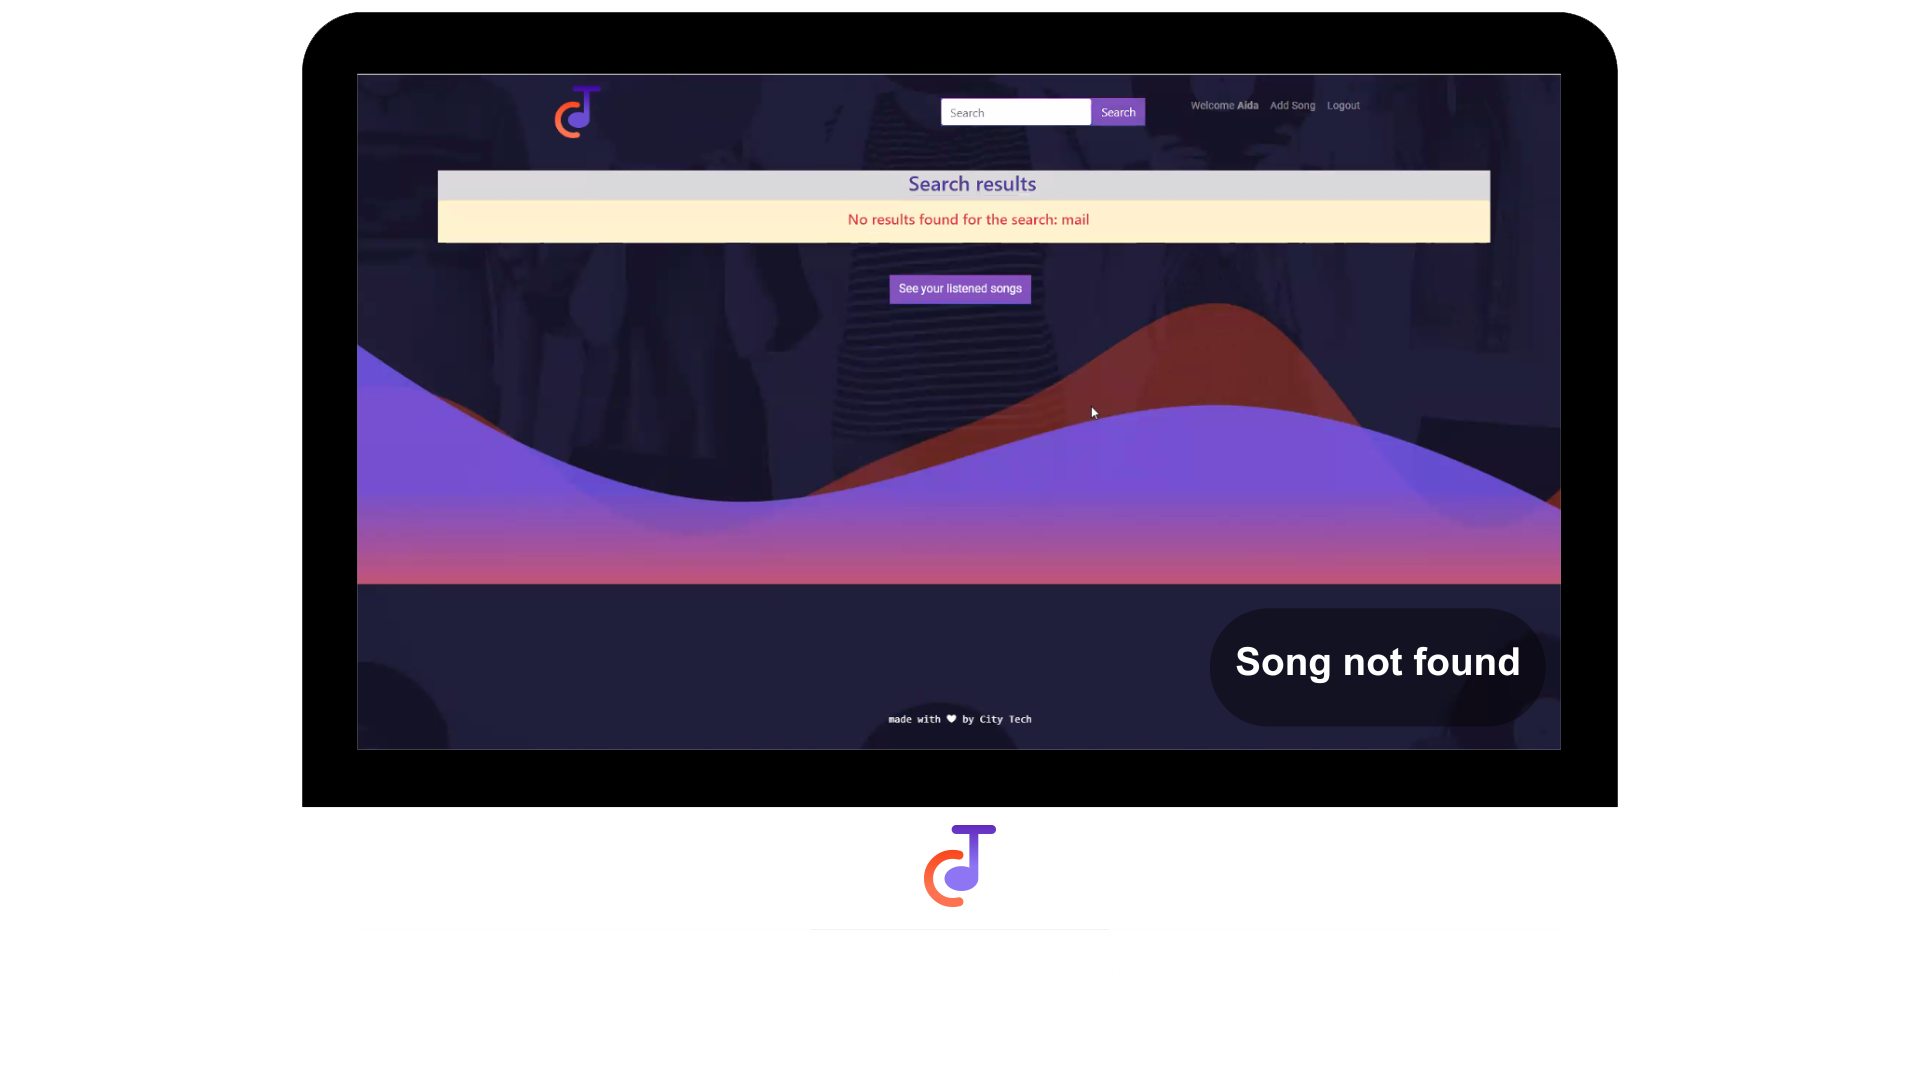 Search
Search
Welcome Aida
Add Song
Logout
Search results
No results found for the search: mail
See your listened songs
Song not found
made with ♥ by City Tech